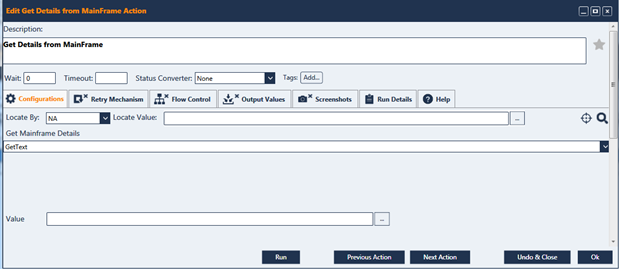 Edit Get Details from MainFrame Action
Description:
Get Details from MainFrame
Wait: 0 Timeout: Status Converter: None Tags: Add...
Configurations Retry Mechanism Flow Control Output Values Screenshots Run Details Help
Locate By: NA Locate Value: ...
Get Mainframe Details
GetText
Value ...
Run Previous Action Next Action Undo & Close Ok